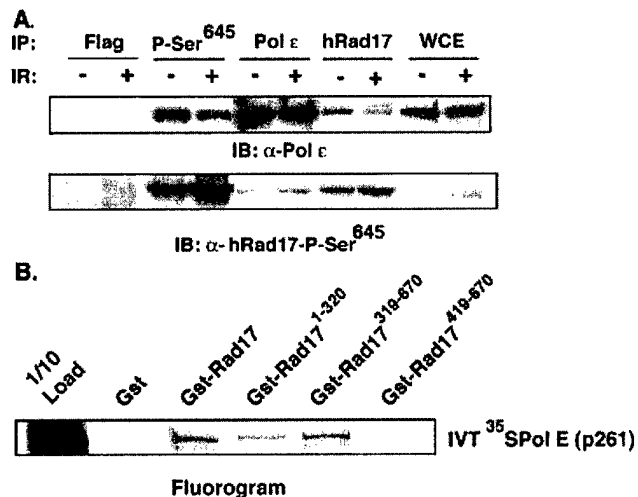 A.
IP: Flag P-Ser645 Pol ε hRad17 WCE
IR: - + - + - + - + - +
IB: α-Pol ε
IB: α-hRad17-P-Ser645
B.
1/10 Load Gst Gst-Rad17 Gst-Rad171-320 Gst-Rad17319-670 Gst-Rad17419-670
IVT 35SPol E (p261)
Fluorogram